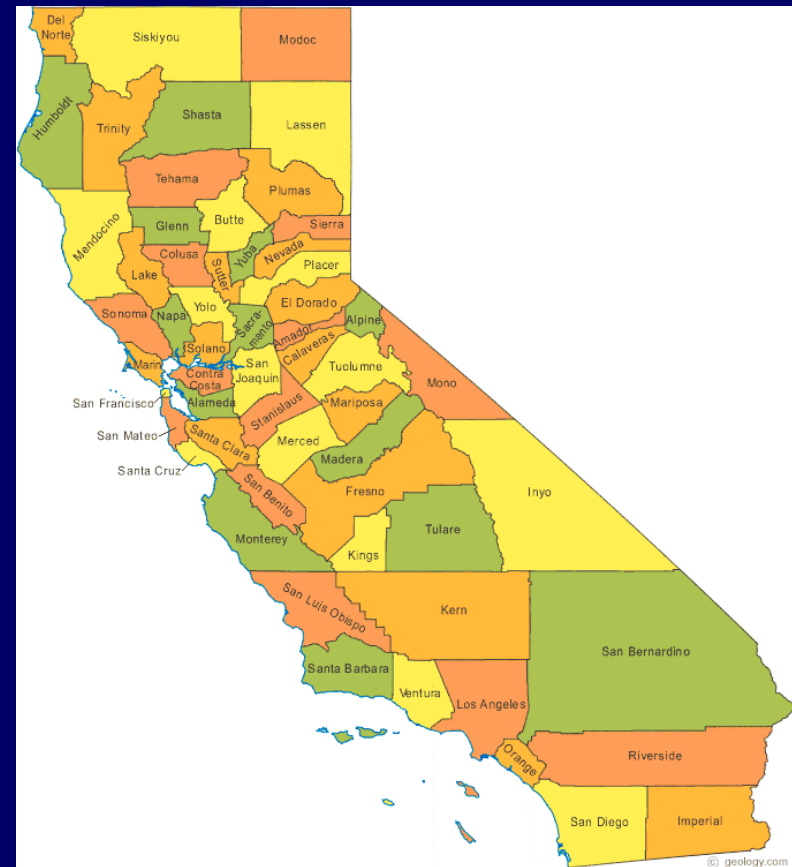 Del
Norte
Siskiyou
Modoc
Humboldt
Trinity
Shasta
Lassen
Tehama
Plumas
Mendocino
Glenn
Butte
Sierra
Colusa
Yuba
Nevada
Lake
Sutter
Placer
Sonoma
Napa
Yolo
El Dorado
Sacra-
manto
Alpine
Amador
Solano
Calaveras
Marin
Contra
Costa
San
Joaquin
Tuolumne
Mono
San Francisco
Alameda
Stanislaus
Mariposa
San Mateo
Santa Clara
Merced
Santa Cruz
Madera
San Benito
Fresno
Inyo
Monterey
Kings
Tulare
San Luis Obispo
Kern
San Bernardino
Santa Barbara
Ventura
Los Angeles
Orange
Riverside
San Diego
Imperial
© geology.com